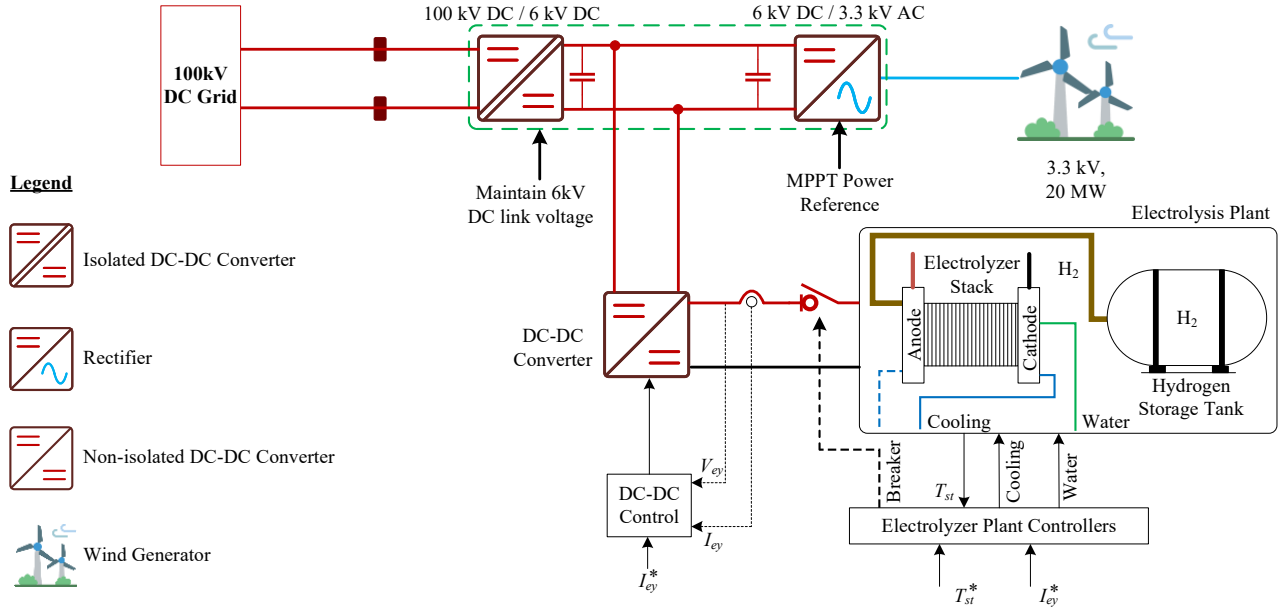 100 kV DC / 6 kV DC
6 kV DC / 3.3 kV AC
100kV
DC Grid
Maintain 6kV
DC link voltage
MPPT Power
Reference
3.3 kV,
20 MW
Legend
Isolated DC-DC Converter
Rectifier
Non-isolated DC-DC Converter
Wind Generator
Electrolysis Plant
Electrolyzer
Stack
H2
Anode
Cathode
H2
Hydrogen
Storage Tank
Cooling
Water
DC-DC
Converter
DC-DC
Control
Vey
Iey
Iey*
Breaker
Tst
Cooling
Water
Electrolyzer Plant Controllers
Tst*
Iey*